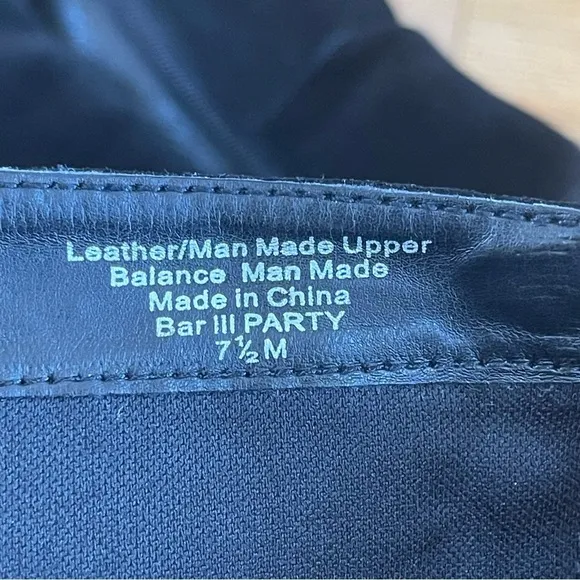 Leather/Man Made Upper
Balance Man Made
Made in China
Bar III PARTY
7½ M